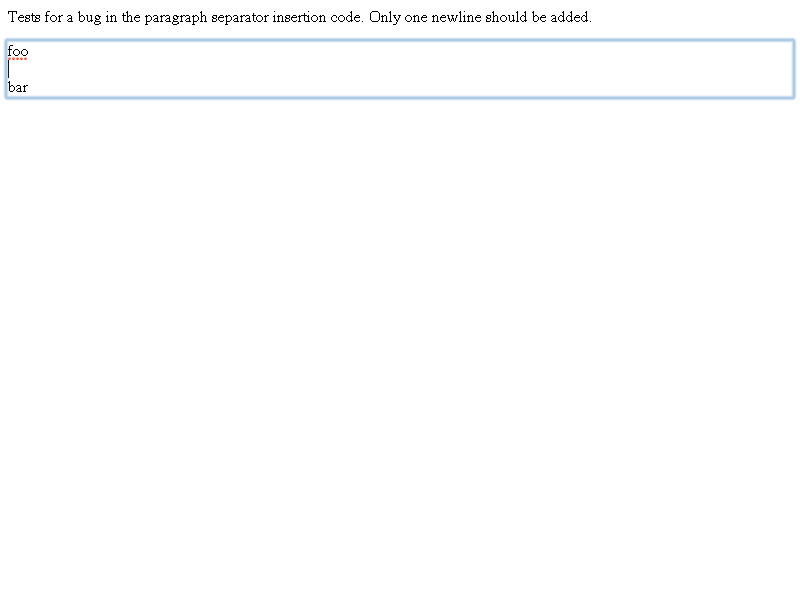 Tests for a bug in the paragraph separator insertion code. Only one newline should be added.
foo
bar